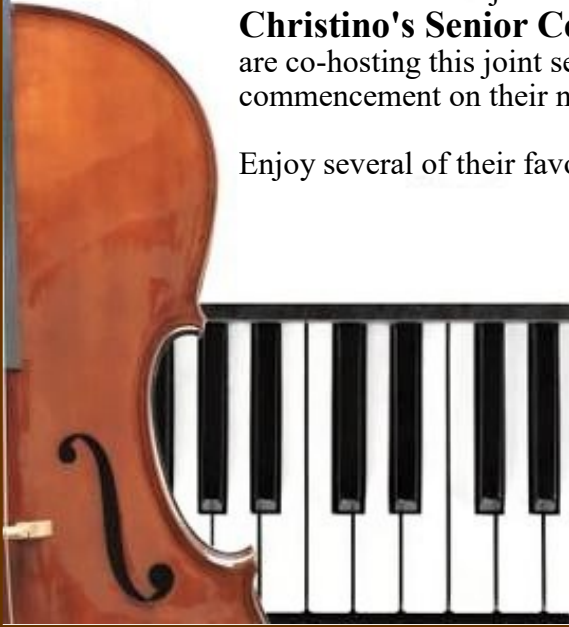 Christino's Senior Co
are co-hosting this joint se
commencement on their
Enjoy several of their favo